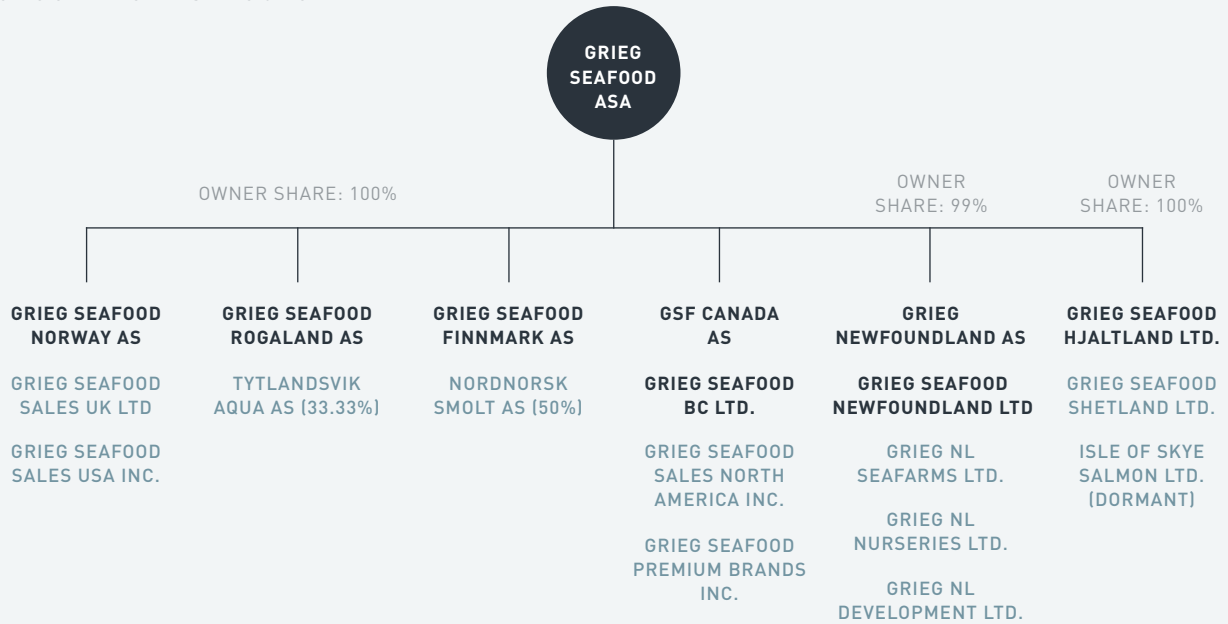 GRIEG
SEAFOOD
ASA
OWNER SHARE: 100%
OWNER
SHARE: 99%
OWNER
SHARE: 100%
GRIEG SEAFOOD
NORWAY AS
GRIEG SEAFOOD
SALES UK LTD
GRIEG SEAFOOD
SALES USA INC.
GRIEG SEAFOOD
ROGALAND AS
TYTLANDSVIK
AQUA AS (33.33%)
GRIEG SEAFOOD
FINNMARK AS
NORDNORSK
SMOLT AS (50%)
GSF CANADA
AS
GRIEG SEAFOOD
BC LTD.
GRIEG SEAFOOD
SALES NORTH
AMERICA INC.
GRIEG SEAFOOD
PREMIUM BRANDS
INC.
GRIEG
NEWFOUNDLAND AS
GRIEG SEAFOOD
NEWFOUNDLAND LTD
GRIEG NL
SEAFARMS LTD.
GRIEG NL
NURSERIES LTD.
GRIEG NL
DEVELOPMENT LTD.
GRIEG SEAFOOD
HJALTLAND LTD.
GRIEG SEAFOOD
SHETLAND LTD.
ISLE OF SKYE
SALMON LTD.
(DORMANT)